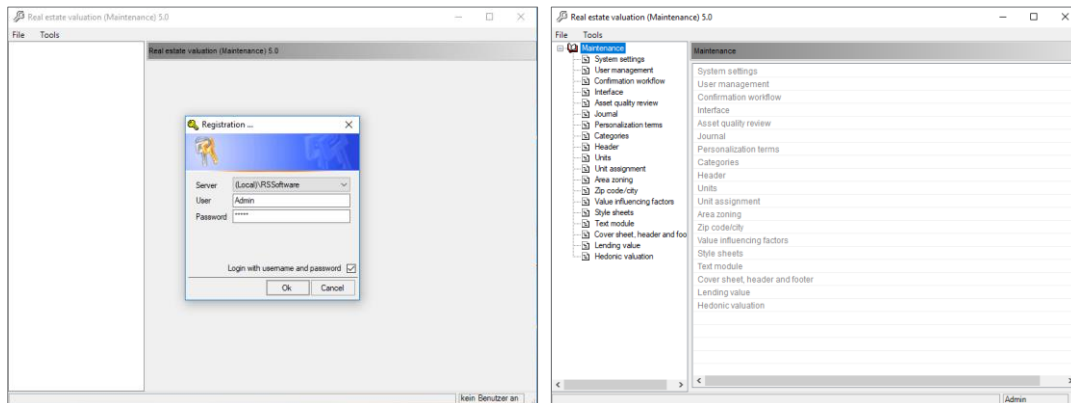 Real estate valuation (Maintenance) 5.0
File Tools
Real estate valuation (Maintenance) 5.0
Registration ...
Server (Local)\RSSoftware
User Admin
Password *****
Login with username and password
Ok Cancel
kein Benutzer an
Real estate valuation (Maintenance) 5.0
File Tools
Maintenance
System settings
User management
Confirmation workflow
Interface
Asset quality review
Journal
Personalization terms
Categories
Header
Units
Unit assignment
Area zoning
Zip code/city
Value influencing factors
Style sheets
Text module
Cover sheet, header and foo
Lending value
Hedonic valuation
Maintenance
System settings
User management
Confirmation workflow
Interface
Asset quality review
Journal
Personalization terms
Categories
Header
Units
Unit assignment
Area zoning
Zip code/city
Value influencing factors
Style sheets
Text module
Cover sheet, header and footer
Lending value
Hedonic valuation
Admin